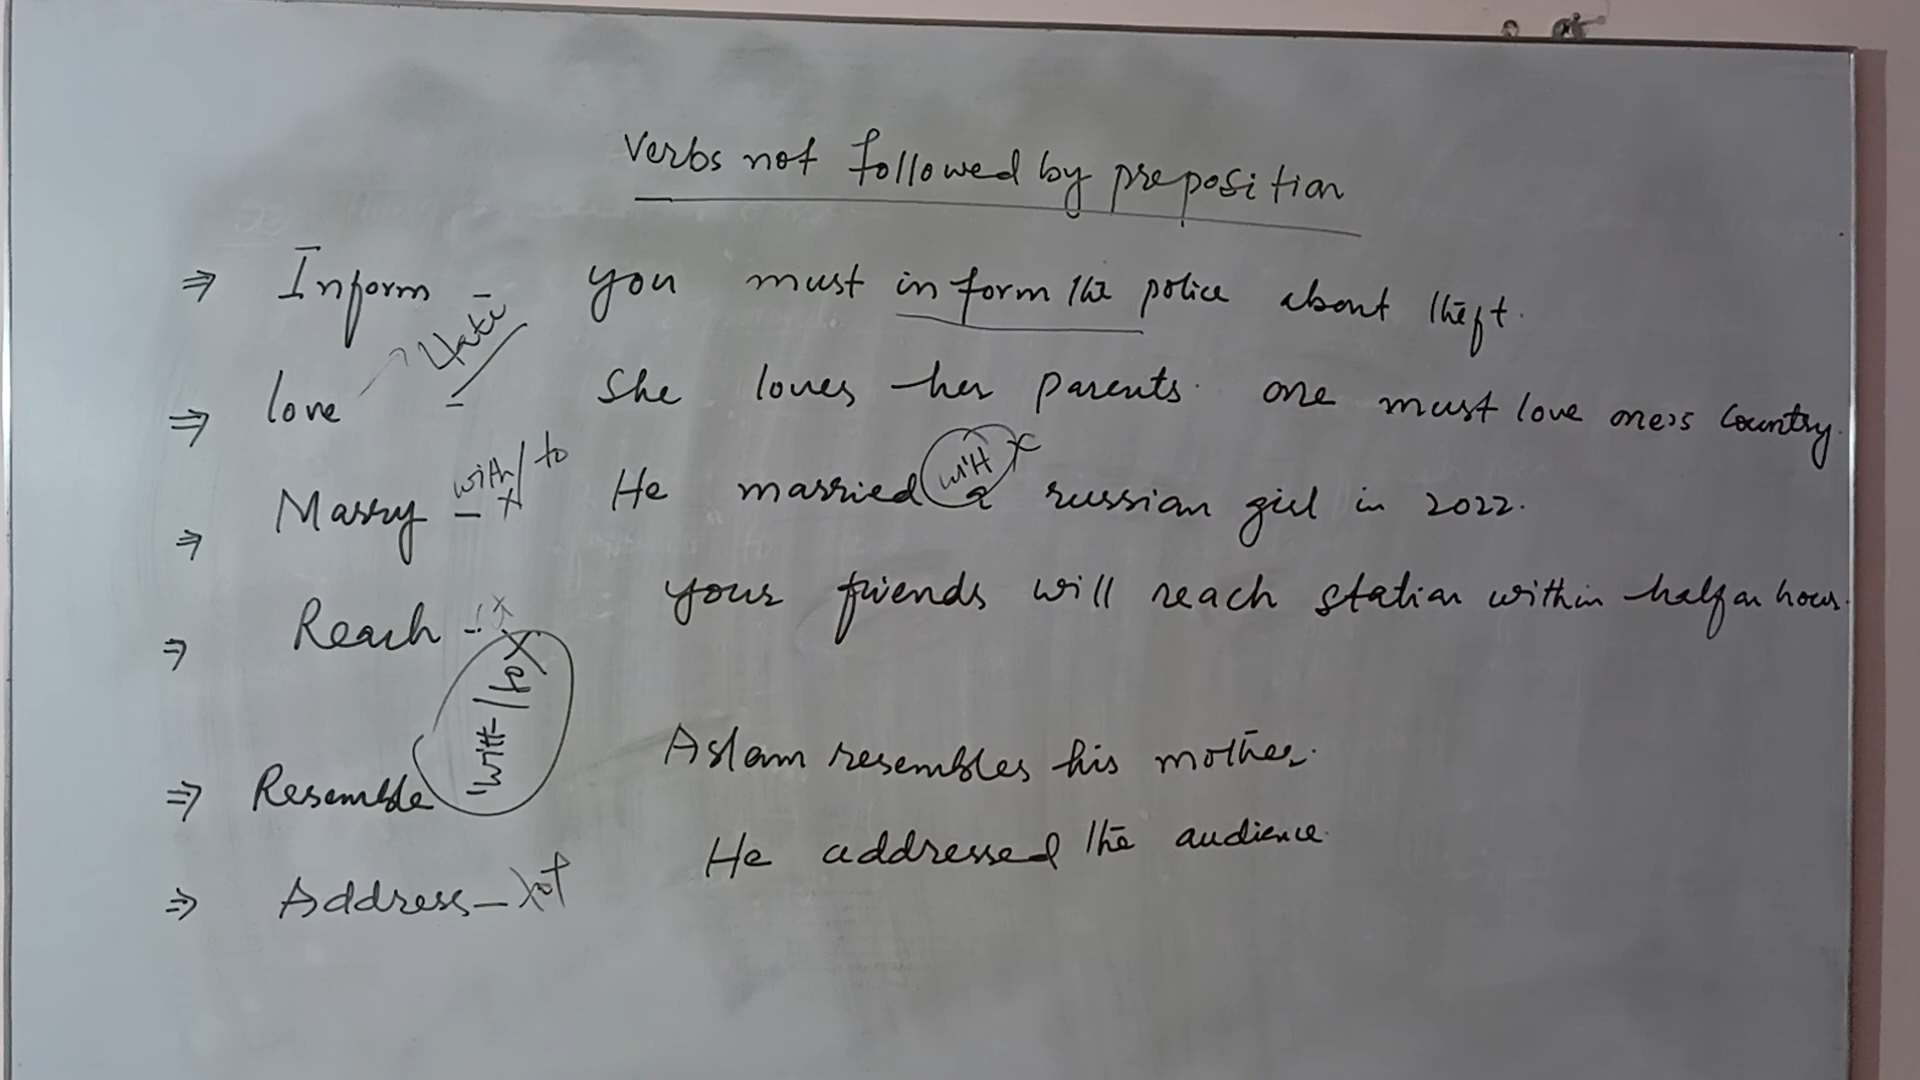 Verbs not followed by preposition
⇒ Inform - you must inform the police about theft.
Hate
⇒ love - She loves her parents. one must love one's country.
⇒ Marry - with/to x He married with x a russian girl in 2022.
⇒ Reach - x your friends will reach station within half an hour.
⇒ Resemble with/to x Aslam resembles his mother.
⇒ Address - He addressed the audience.